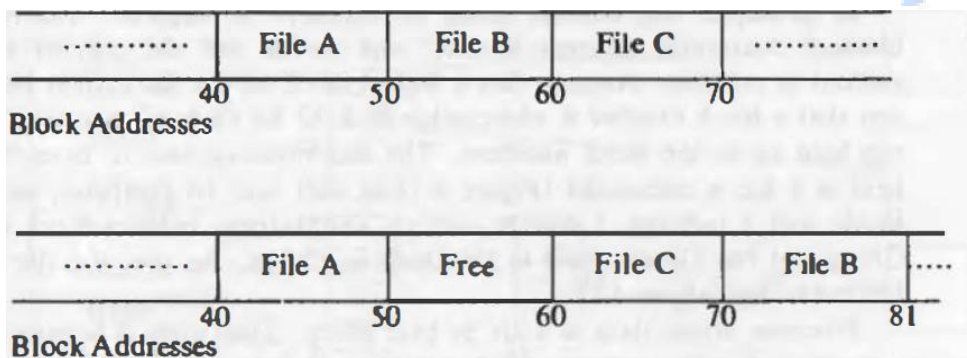 ............... File A File B File C ...............
40 50 60 70
Block Addresses
............... File A Free File C File B .....
40 50 60 70 81
Block Addresses